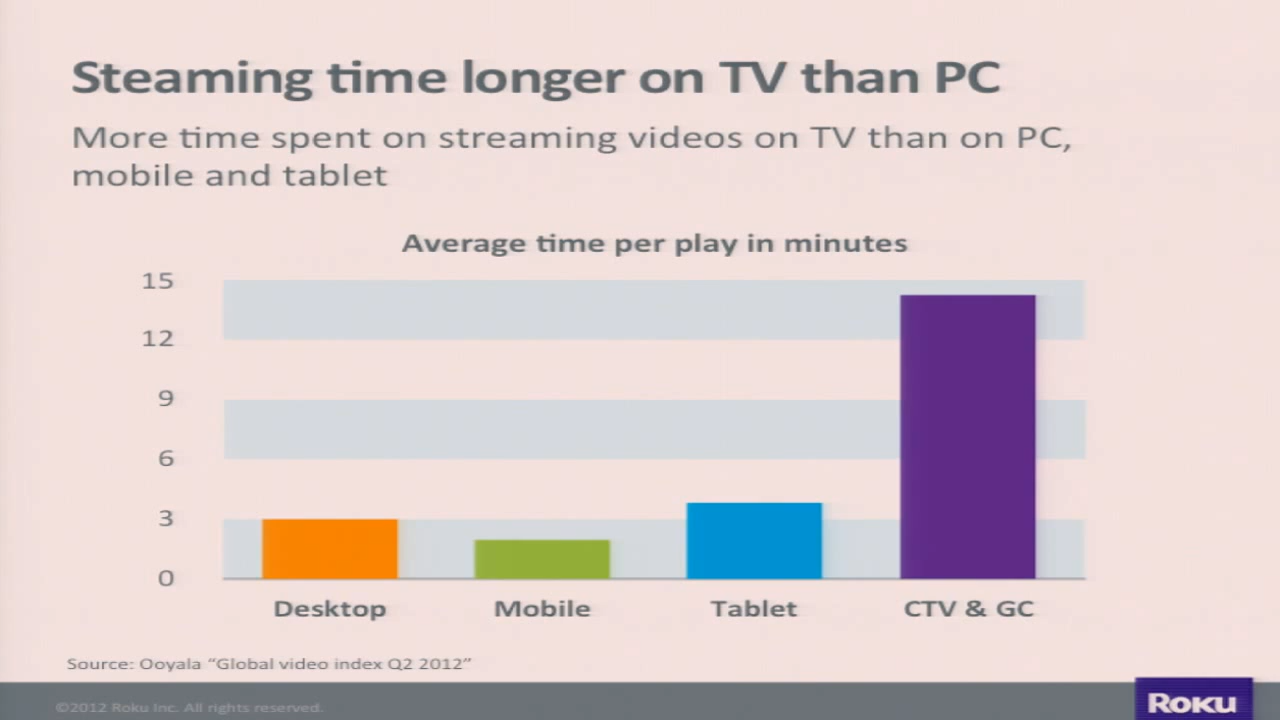 Steaming time longer on TV than PC
More time spent on streaming videos on TV than on PC,
mobile and tablet
Average time per play in minutes
15
12
9
6
3
0
Desktop Mobile Tablet CTV & GC
Source: Ooyala “Global video index Q2 2012”
©2012 Roku Inc. All rights reserved.
ROKU